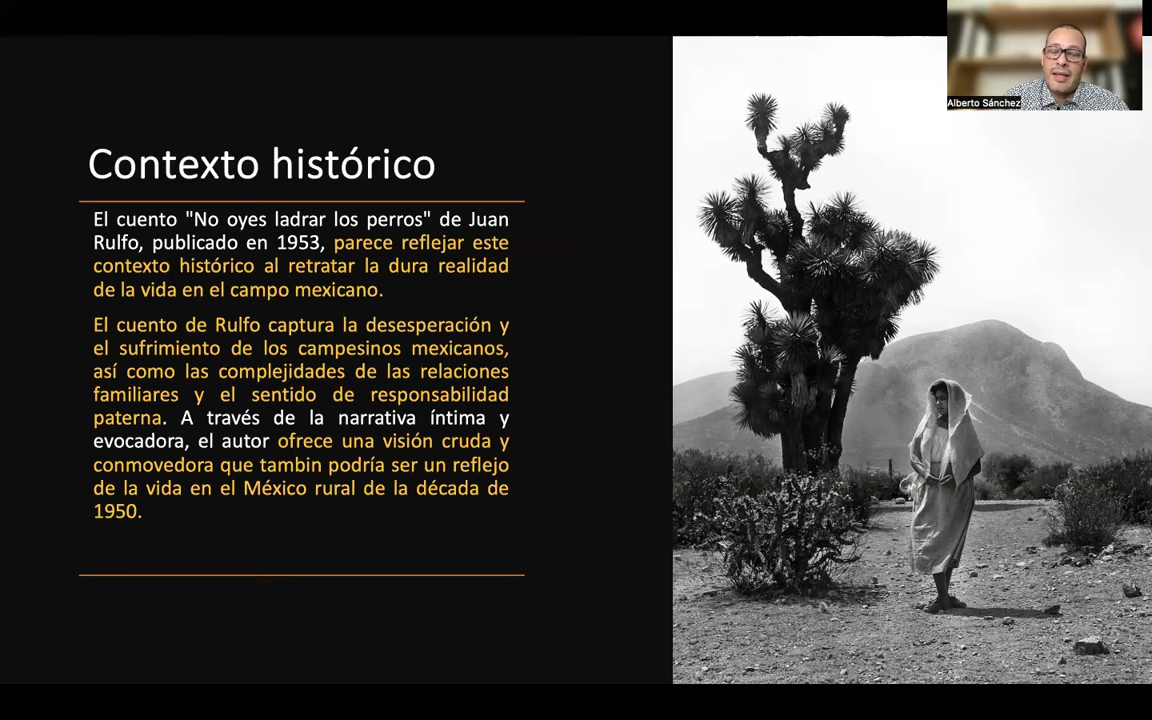 Alberto Sánchez
Contexto histórico
El cuento "No oyes ladrar los perros" de Juan
Rulfo, publicado en 1953, parece reflejar este
contexto histórico al retratar la dura realidad
de la vida en el campo mexicano.
El cuento de Rulfo captura la desesperación y
el sufrimiento de los campesinos mexicanos,
así como las complejidades de las relaciones
familiares y el sentido de responsabilidad
paterna. A través de la narrativa íntima y
evocadora, el autor ofrece una visión cruda y
conmovedora que tambin podría ser un reflejo
de la vida en el México rural de la década de
1950.